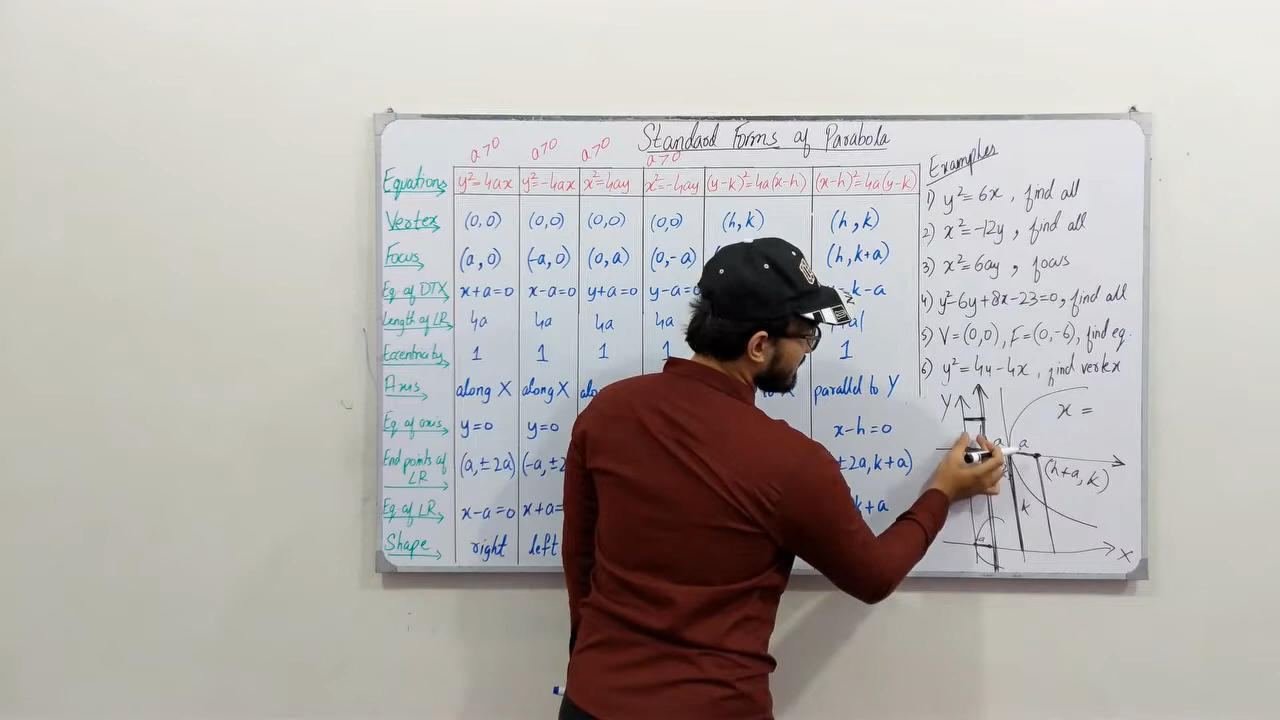 Standard Forms of Parabola
a>0 a>0 a>0 a>0
Equations y²=4ax y²=-4ax x²=4ay x²=-4ay (y-k)²=4a(x-h) (x-h)²=4a(y-k)
Vertex (0,0) (0,0) (0,0) (0,0) (h,k) (h,k)
Focus (a,0) (-a,0) (0,a) (0,-a) (h,k+a)
Eq. of DTX x+a=0 x-a=0 y+a=0 y-a=0 k-a
Length of LR 4a 4a 4a 4a
Eccentricity 1 1 1 1 1
Axis along X along X parallel to Y
Eq. of axis y=0 y=0 x-h=0
End points of LR (a,±2a) (-a,±2 ±2a,k+a)
Eq. of LR x-a=0 x+a= k+a
Shape right left
Examples
1) y²=6x, find all
2) x²=-12y, find all
3) x²=6ay, focus
4) y²-6y+8x-23=0, find all
5) V=(0,0), F=(0,-6), find eq.
6) y²=4y-4x, find vertex
Y
x =
a a
(h+a, k)
k
a
X